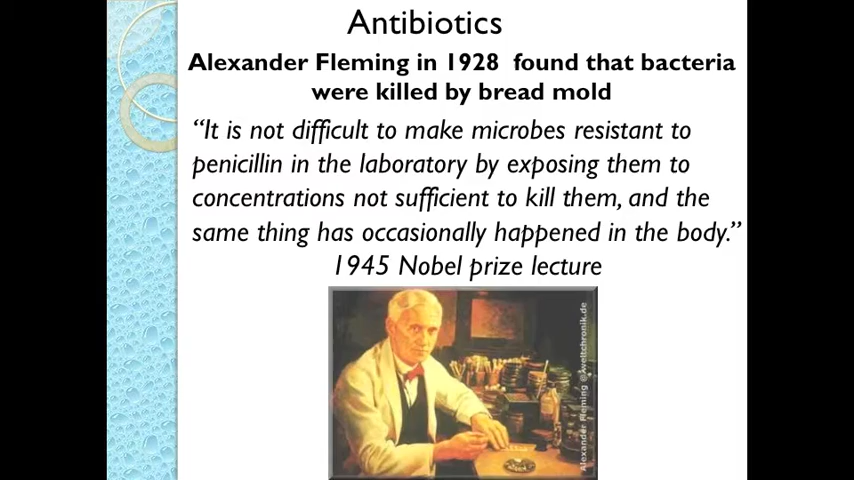 Antibiotics
Alexander Fleming in 1928 found that bacteria
were killed by bread mold
“It is not difficult to make microbes resistant to
penicillin in the laboratory by exposing them to
concentrations not sufficient to kill them, and the
same thing has occasionally happened in the body.”
1945 Nobel prize lecture
Alexander Fleming @weltchronik.de